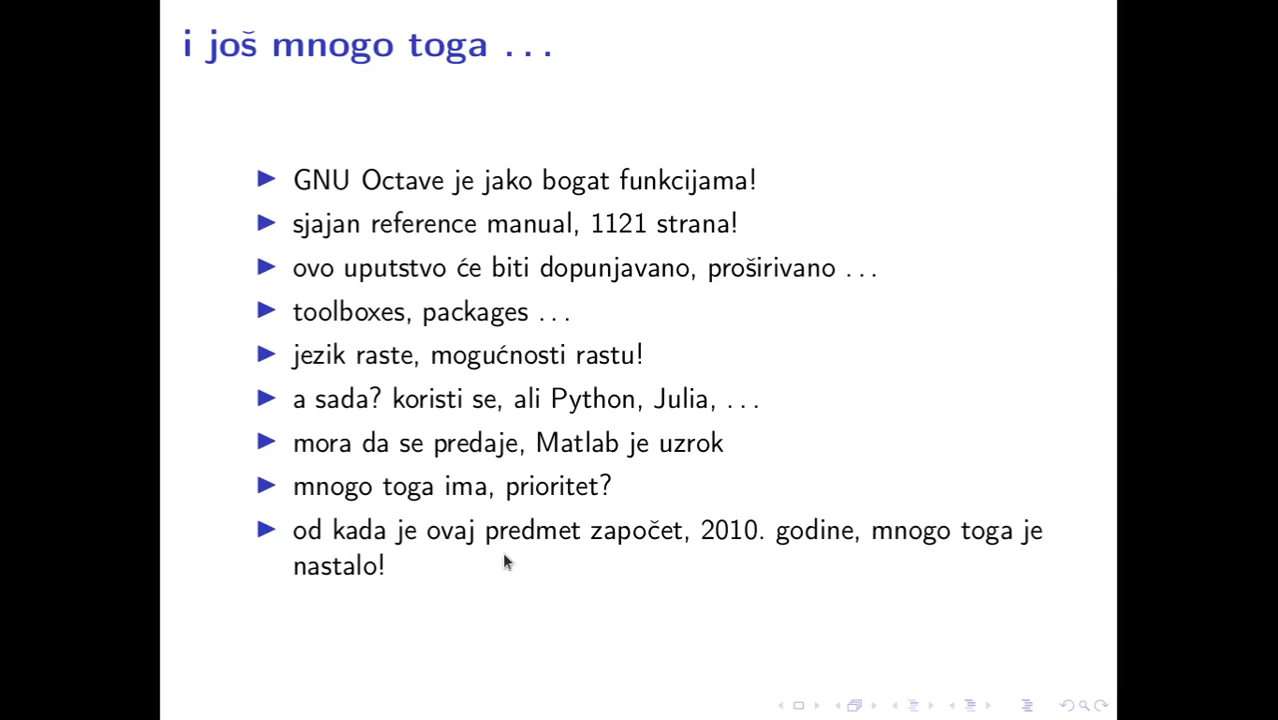 i još mnogo toga ...
GNU Octave je jako bogat funkcijama!
sjajan reference manual, 1121 strana!
ovo uputstvo će biti dopunjavano, proširivano ...
toolboxes, packages ...
jezik raste, mogućnosti rastu!
a sada? koristi se, ali Python, Julia, ...
mora da se predaje, Matlab je uzrok
mnogo toga ima, prioritet?
od kada je ovaj predmet započet, 2010. godine, mnogo toga je
nastalo!